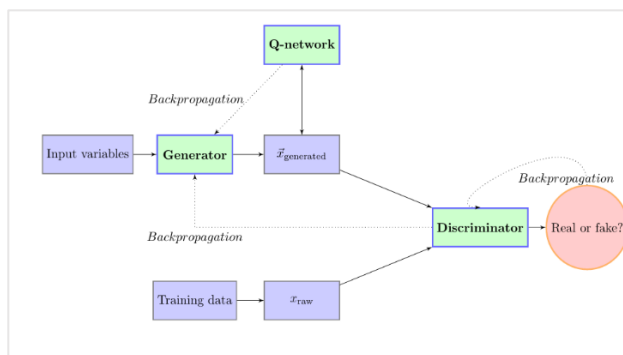 Q-network
Backpropagation
Input variables
Generator
x⃗generated
Backpropagation
Backpropagation
Discriminator
Real or fake?
Training data
xraw